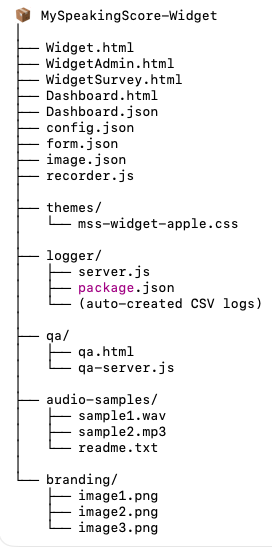 📦 MySpeakingScore-Widget
│
├── Widget.html
├── WidgetAdmin.html
├── WidgetSurvey.html
├── Dashboard.html
├── Dashboard.json
├── config.json
├── form.json
├── image.json
├── recorder.js
│
├── themes/
│   └── mss-widget-apple.css
│
├── logger/
│   ├── server.js
│   ├── package.json
│   └── (auto-created CSV logs)
│
├── qa/
│   ├── qa.html
│   └── qa-server.js
│
├── audio-samples/
│   ├── sample1.wav
│   ├── sample2.mp3
│   └── readme.txt
│
└── branding/
    ├── image1.png
    ├── image2.png
    └── image3.png